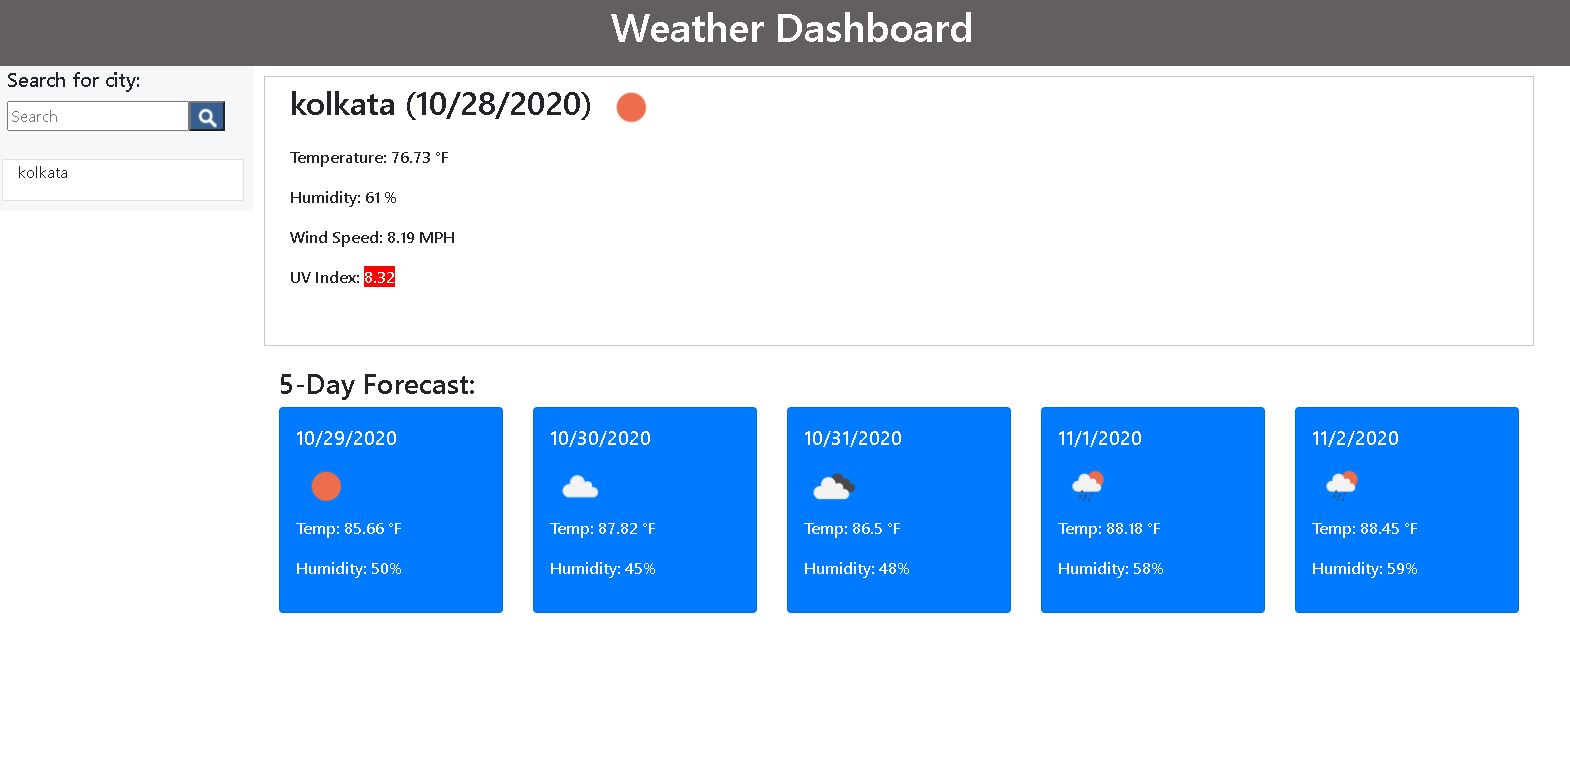 Weather Dashboard
Search for city:
Search
kolkata
kolkata (10/28/2020)
Temperature: 76.73 °F
Humidity: 61 %
Wind Speed: 8.19 MPH
UV Index: 8.32
5-Day Forecast:
10/29/2020
Temp: 85.66 °F
Humidity: 50%
10/30/2020
Temp: 87.82 °F
Humidity: 45%
10/31/2020
Temp: 86.5 °F
Humidity: 48%
11/1/2020
Temp: 88.18 °F
Humidity: 58%
11/2/2020
Temp: 88.45 °F
Humidity: 59%